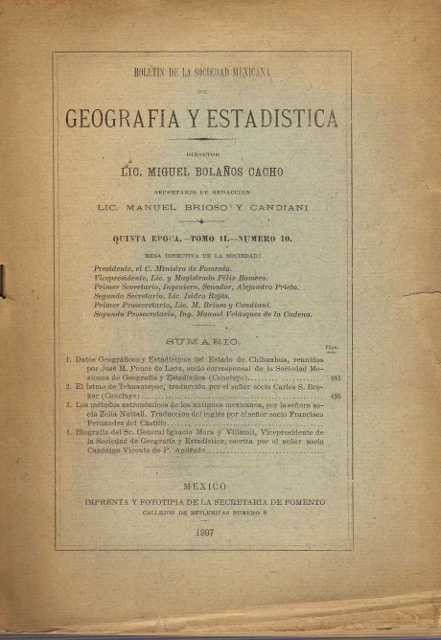 BOLETÍN DE LA SOCIEDAD MEXICANA
DE
GEOGRAFIA Y ESTADISTICA
DIRECTOR
LIC. MIGUEL BOLAÑOS CACHO
SECRETARIO DE REDACCION
LIC. MANUEL BRIOSO Y CANDIANI
QUINTA EPOCA.—TOMO II.—NUMERO 10.
MESA DIRECTIVA DE LA SOCIEDAD:
Presidente, el C. Ministro de Fomento.
Vicepresidente, Lic. y Magistrado Félix Romero.
Primer Secretario, Ingeniero, Senador, Alejandro Prieto.
Segundo Secretario, Lic. Isidro Rojas.
Primer Prosecretario, Lic. M. Brioso y Candiani.
Segundo Prosecretario, Ing. Manuel Velázquez de la Cadena.
SUMARIO.
Págs.
1. Datos Geográficos y Estadísticos del Estado de Chihuahua, reunidos
por José M. Ponce de León, socio corresponsal de la Sociedad Me-
xicana de Geografía y Estadística (Concluye)
2. El Istmo de Tehuantepec, traducción por el señor socio Carlos S. Bro-
ker (Concluye)
3. Los métodos astronómicos de los antiguos mexicanos, por la señora so-
cia Zelia Nuttall. Traducción del inglés por el señor socio Francisco
Fernández del Castillo
4. Biografía del Sr. General Ignacio Mora y Villamil, Vicepresidente de
la Sociedad de Geografía y Estadística, escrita por el señor socio
Canónigo Vicente de P. Andrade
MEXICO
IMPRENTA Y FOTOTIPIA DE LA SECRETARIA DE FOMENTO
CALLEJON DE BETLEMITAS NUMERO 8
1907